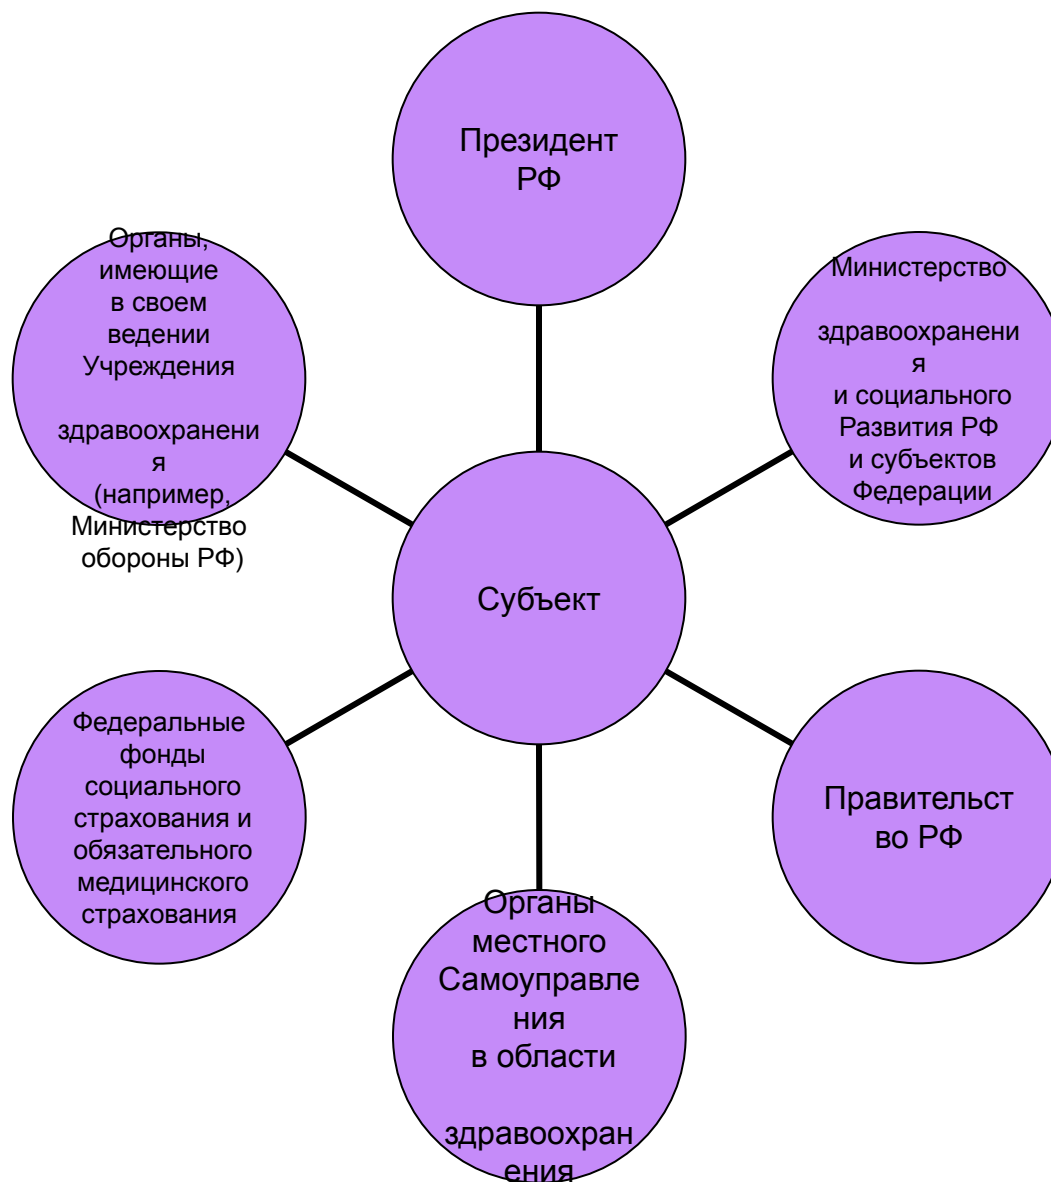 Президент
РФ
Органы,
имеющие
в своем
ведении
Учреждения
здравоохранени
я
(например,
Министерство
обороны РФ)
Министерство
здравоохранени
я
и социального
Развития РФ
и субъектов
Федерации
Субъект
Федеральные
фонды
социального
страхования и
обязательного
медицинского
страхования
Правительст
во РФ
Органы
местного
Самоуправле
ния
в области
здравоохран
ения